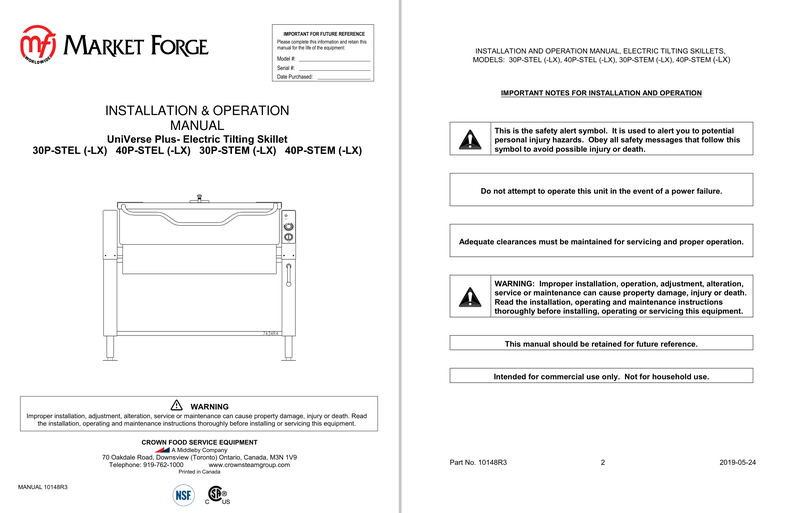 mf
WORLDWIDE
MARKET FORGE
IMPORTANT FOR FUTURE REFERENCE
Please complete this information and retain this
manual for the life of the equipment:
Model #:
Serial #:
Date Purchased:
INSTALLATION & OPERATION
MANUAL
UniVerse Plus- Electric Tilting Skillet
30P-STEL (-LX) 40P-STEL (-LX) 30P-STEM (-LX) 40P-STEM (-LX)
WARNING
Improper installation, adjustment, alteration, service or maintenance can cause property damage, injury or death. Read
the installation, operating and maintenance instructions thoroughly before installing or servicing this equipment.
CROWN FOOD SERVICE EQUIPMENT
A Middleby Company
70 Oakdale Road, Downsview (Toronto) Ontario, Canada, M3N 1V9
Telephone: 919-762-1000 www.crownsteamgroup.com
Printed in Canada
MANUAL 10148R3
NSF
C US
INSTALLATION AND OPERATION MANUAL, ELECTRIC TILTING SKILLETS,
MODELS: 30P-STEL (-LX), 40P-STEL (-LX), 30P-STEM (-LX), 40P-STEM (-LX)
IMPORTANT NOTES FOR INSTALLATION AND OPERATION
This is the safety alert symbol. It is used to alert you to potential
personal injury hazards. Obey all safety messages that follow this
symbol to avoid possible injury or death.
Do not attempt to operate this unit in the event of a power failure.
Adequate clearances must be maintained for servicing and proper operation.
WARNING: Improper installation, operation, adjustment, alteration,
service or maintenance can cause property damage, injury or death.
Read the installation, operating and maintenance instructions
thoroughly before installing, operating or servicing this equipment.
This manual should be retained for future reference.
Intended for commercial use only. Not for household use.
Part No. 10148R3 2 2019-05-24